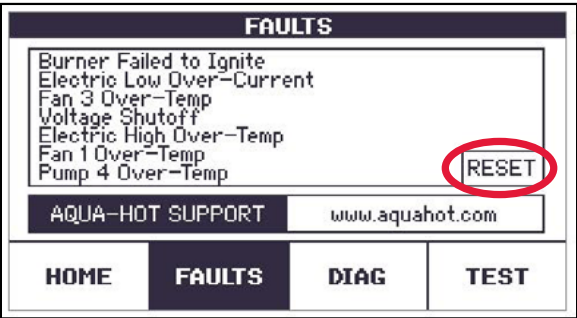 FAULTS
Burner Failed to Ignite
Electric Low Over-Current
Fan 3 Over-Temp
Voltage Shutoff
Electric High Over-Temp
Fan 1 Over-Temp
Pump 4 Over-Temp
RESET
AQUA-HOT SUPPORT www.aquahot.com
HOME FAULTS DIAG TEST